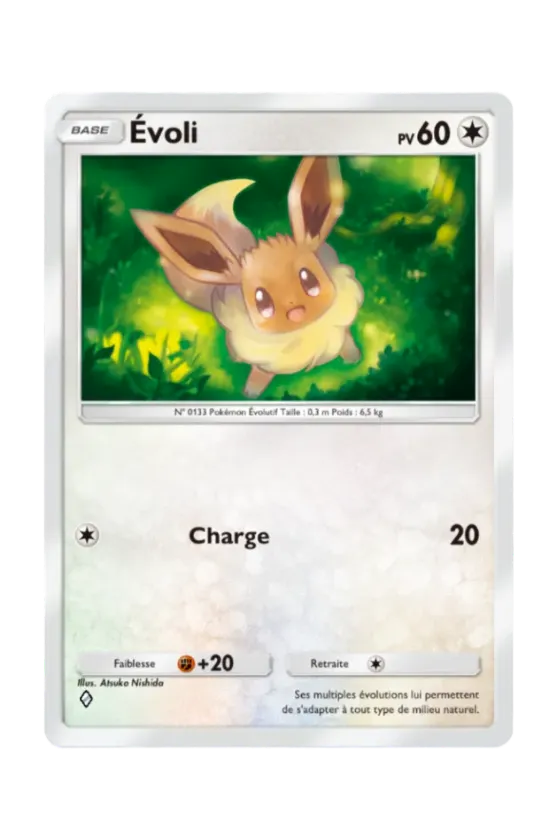 BASE Évoli PV60
N° 0133 Pokémon Évolutif Taille : 0,3 m Poids : 6,5 kg
Charge 20
Faiblesse +20 Retraite
Illus. Atsuko Nishida
Ses multiples évolutions lui permettent
de s'adapter à tout type de milieu naturel.